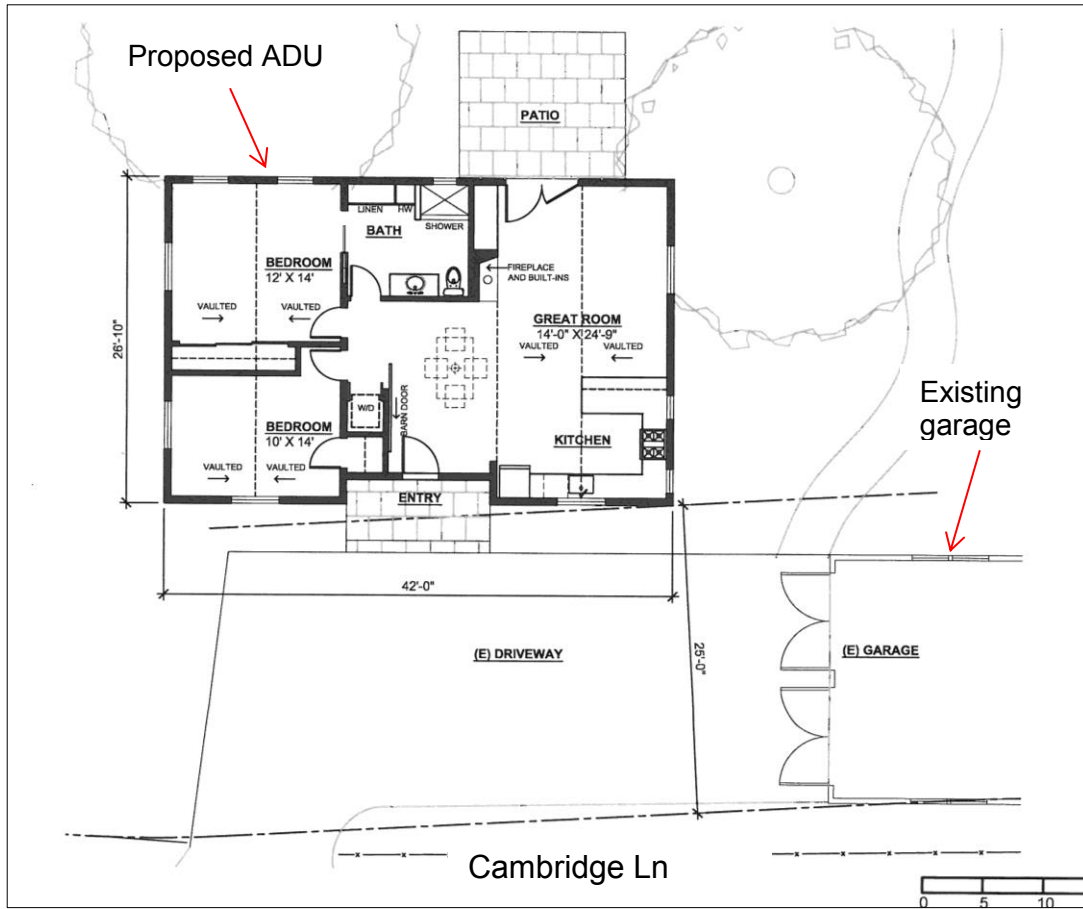 Proposed ADU
PATIO
LINEN
HW
SHOWER
BATH
BEDROOM
12' X 14'
FIREPLACE
AND BUILT-INS
VAULTED
VAULTED
GREAT ROOM
14'-0" X 24'-9"
VAULTED
VAULTED
26'-10"
Existing
garage
W/D
BARN DOOR
BEDROOM
10' X 14'
KITCHEN
VAULTED
VAULTED
ENTRY
42'-0"
(E) DRIVEWAY
25'-0"
(E) GARAGE
Cambridge Ln
0 5 10